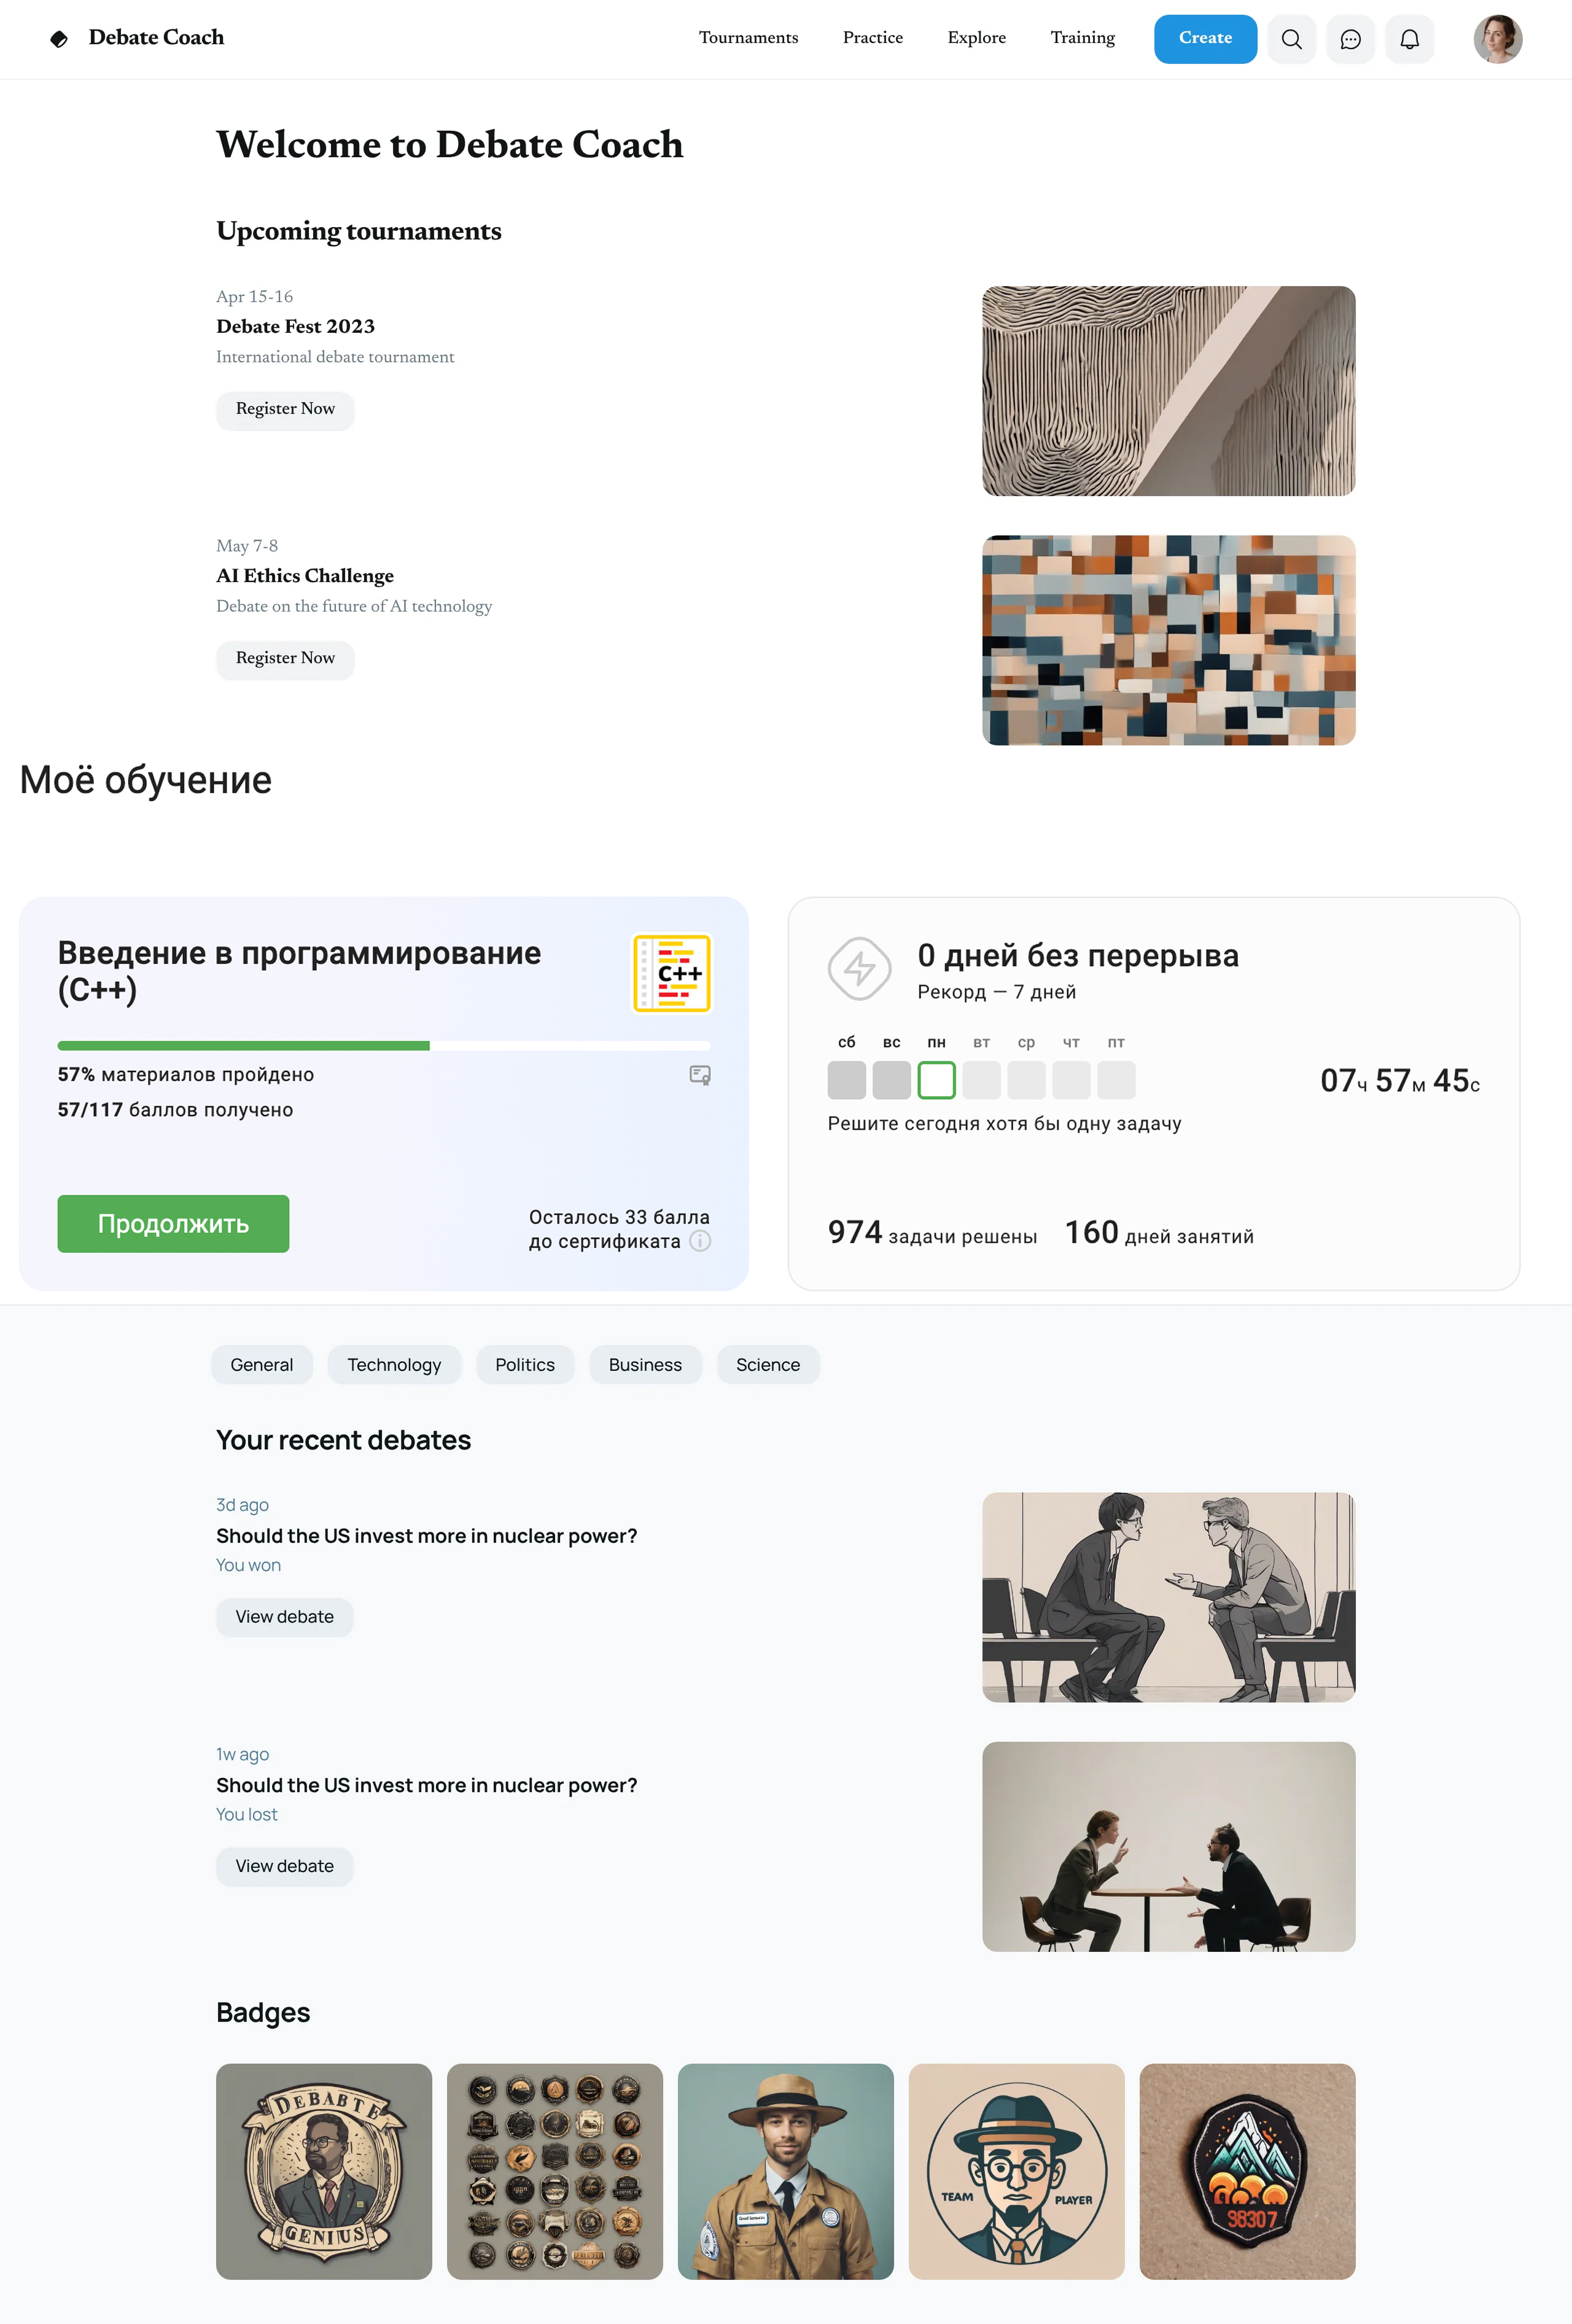 Debate Coach
Tournaments
Practice
Explore
Training
Create
Welcome to Debate Coach
Upcoming tournaments
Apr 15-16
Debate Fest 2023
International debate tournament
Register Now
May 7-8
AI Ethics Challenge
Debate on the future of AI technology
Register Now
Моё обучение
Введение в программирование
(C++)
C++
57% материалов пройдено
57/117 баллов получено
Продолжить
Осталось 33 балла
до сертификата
0 дней без перерыва
Рекорд — 7 дней
сб вс пн вт ср чт пт
07ч 57м 45с
Решите сегодня хотя бы одну задачу
974 задачи решены
160 дней занятий
General
Technology
Politics
Business
Science
Your recent debates
3d ago
Should the US invest more in nuclear power?
You won
View debate
1w ago
Should the US invest more in nuclear power?
You lost
View debate
Badges
DEBABTE
GENIUS
TEAM
PLAYER
98307